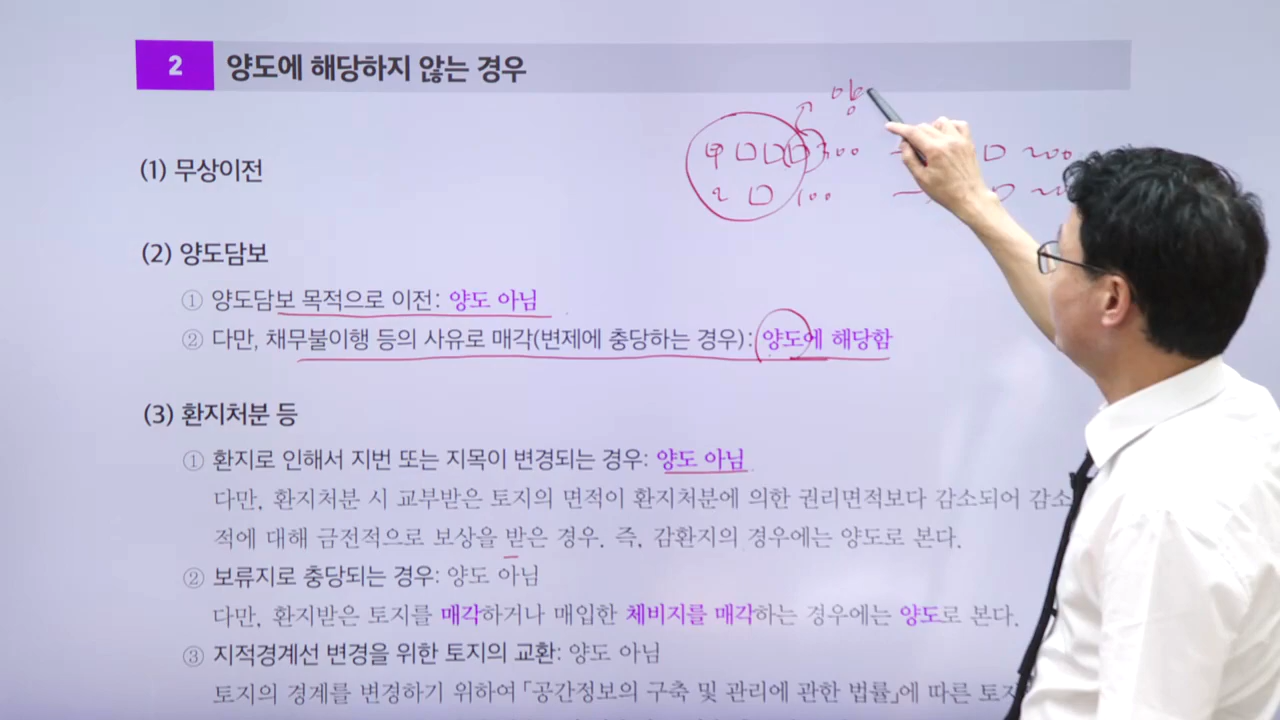 2 양도에 해당하지 않는 경우
양
300 ㅁ 200
2 ㅁ 100
(1) 무상이전
(2) 양도담보
① 양도담보 목적으로 이전: 양도 아님
② 다만, 채무불이행 등의 사유로 매각(변제에 충당하는 경우): 양도에 해당함
(3) 환지처분 등
① 환지로 인해서 지번 또는 지목이 변경되는 경우: 양도 아님
다만, 환지처분 시 교부받은 토지의 면적이 환지처분에 의한 권리면적보다 감소되어 감소
적에 대해 금전적으로 보상을 받은 경우. 즉, 감환지의 경우에는 양도로 본다.
② 보류지로 충당되는 경우: 양도 아님
다만, 환지받은 토지를 매각하거나 매입한 체비지를 매각하는 경우에는 양도로 본다.
③ 지적경계선 변경을 위한 토지의 교환: 양도 아님
토지의 경계를 변경하기 위하여 「공간정보의 구축 및 관리에 관한 법률」에 따른 토지